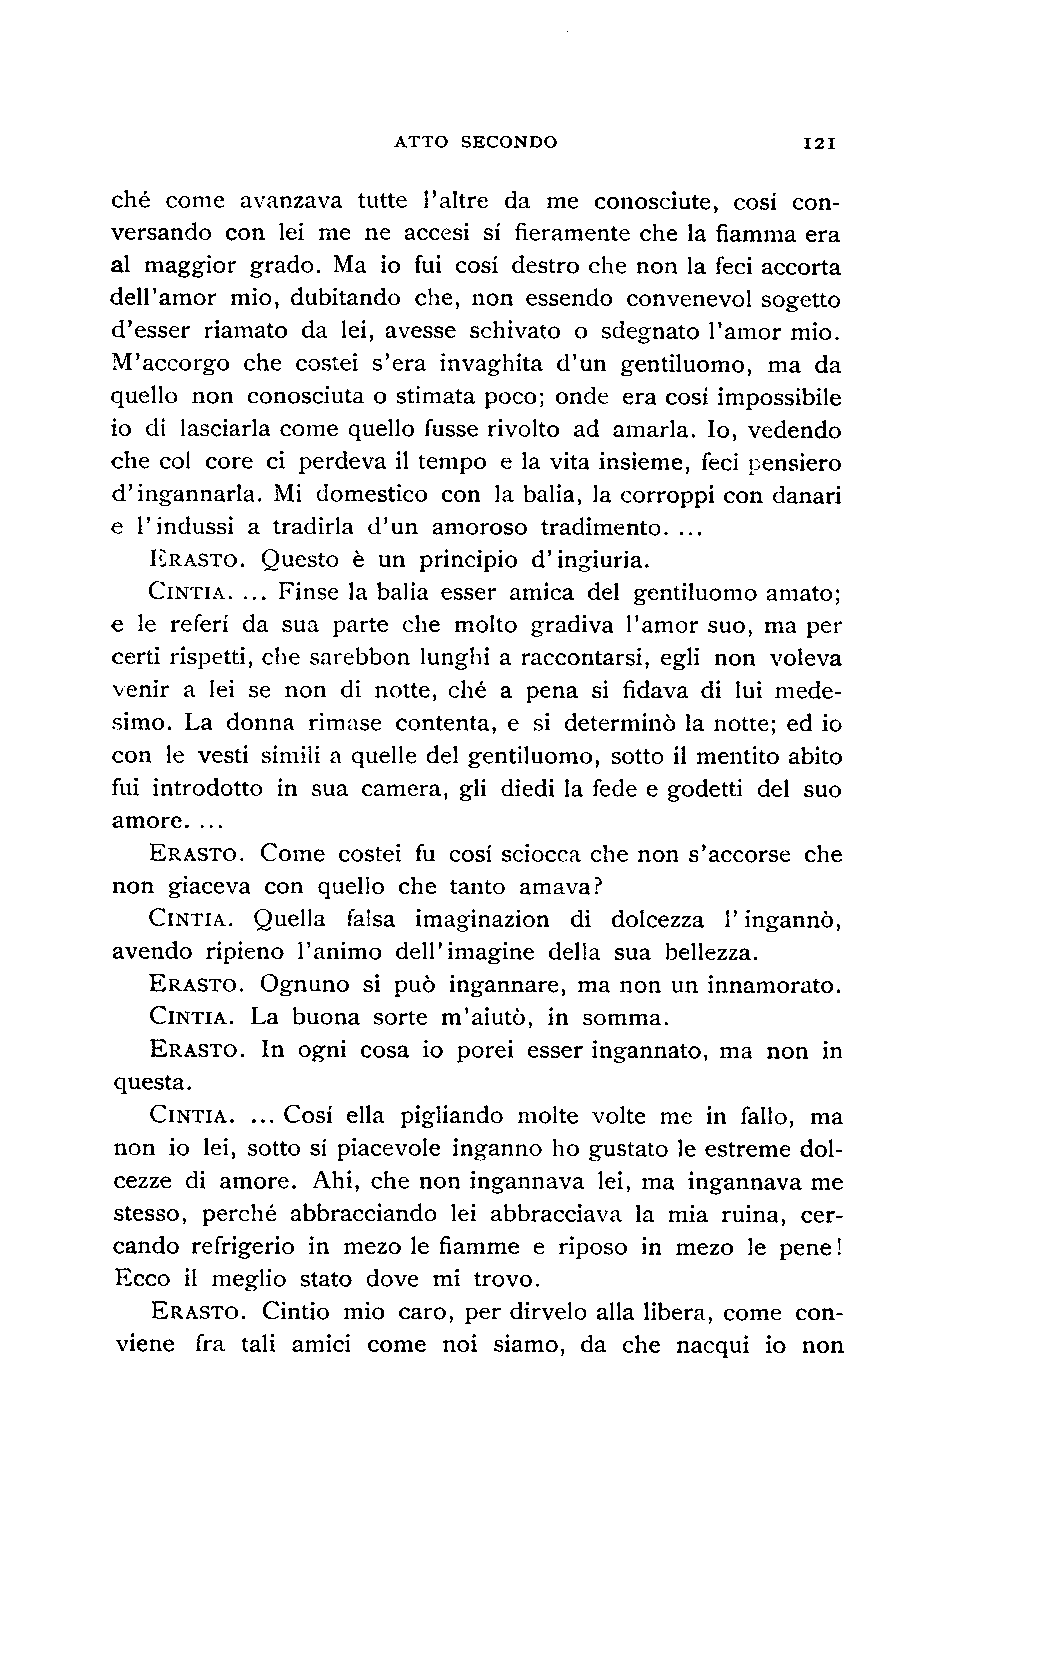 ATTO SECONDO 121
ché come avanzava tutte l'altre da me conosciute, cosí con-
versando con lei me ne accesi sí fieramente che la fiamma era
al maggior grado. Ma io fui cosí destro che non la feci accorta
dell'amor mio, dubitando che, non essendo convenevol sogetto
d'esser riamato da lei, avesse schivato o sdegnato l'amor mio.
M'accorgo che costei s'era invaghita d'un gentiluomo, ma da
quello non conosciuta o stimata poco; onde era cosí impossibile
io di lasciarla come quello fusse rivolto ad amarla. Io, vedendo
che col core ci perdeva il tempo e la vita insieme, feci pensiero
d'ingannarla. Mi domestico con la balia, la corroppi con danari
e l'indussi a tradirla d'un amoroso tradimento. ...
ERASTO. Questo è un principio d'ingiuria.
CINTIA. ... Finse la balia esser amica del gentiluomo amato;
e le referí da sua parte che molto gradiva l'amor suo, ma per
certi rispetti, che sarebbon lunghi a raccontarsi, egli non voleva
venir a lei se non di notte, ché a pena si fidava di lui mede-
simo. La donna rimase contenta, e si determinò la notte; ed io
con le vesti simili a quelle del gentiluomo, sotto il mentito abito
fui introdotto in sua camera, gli diedi la fede e godetti del suo
amore. ...
ERASTO. Come costei fu cosí sciocca che non s'accorse che
non giaceva con quello che tanto amava?
CINTIA. Quella falsa imaginazion di dolcezza l'ingannò,
avendo ripieno l'animo dell'imagine della sua bellezza.
ERASTO. Ognuno si può ingannare, ma non un innamorato.
CINTIA. La buona sorte m'aiutò, in somma.
ERASTO. In ogni cosa io porei esser ingannato, ma non in
questa.
CINTIA. ... Cosí ella pigliando molte volte me in fallo, ma
non io lei, sotto sí piacevole inganno ho gustato le estreme dol-
cezze di amore. Ahi, che non ingannava lei, ma ingannava me
stesso, perché abbracciando lei abbracciava la mia ruina, cer-
cando refrigerio in mezo le fiamme e riposo in mezo le pene!
Ecco il meglio stato dove mi trovo.
ERASTO. Cintio mio caro, per dirvelo alla libera, come con-
viene fra tali amici come noi siamo, da che nacqui io non